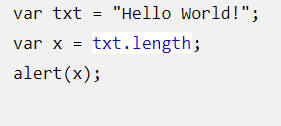 var txt = "Hello World!";
var x = txt.length;
alert(x);